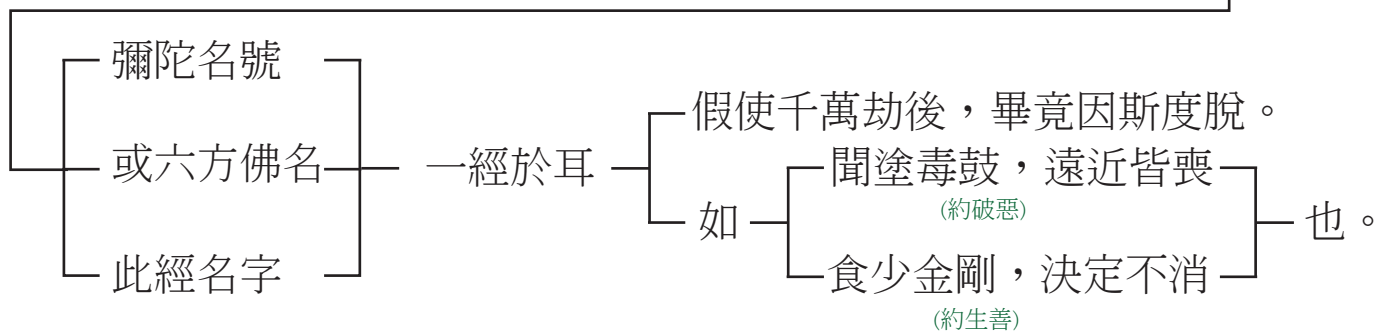 彌陀名號
或六方佛名
此經名字
一經於耳
假使千萬劫後，畢竟因斯度脫。
如
聞塗毒鼓，遠近皆喪
(約破惡)
食少金剛，決定不消
(約生善)
也。